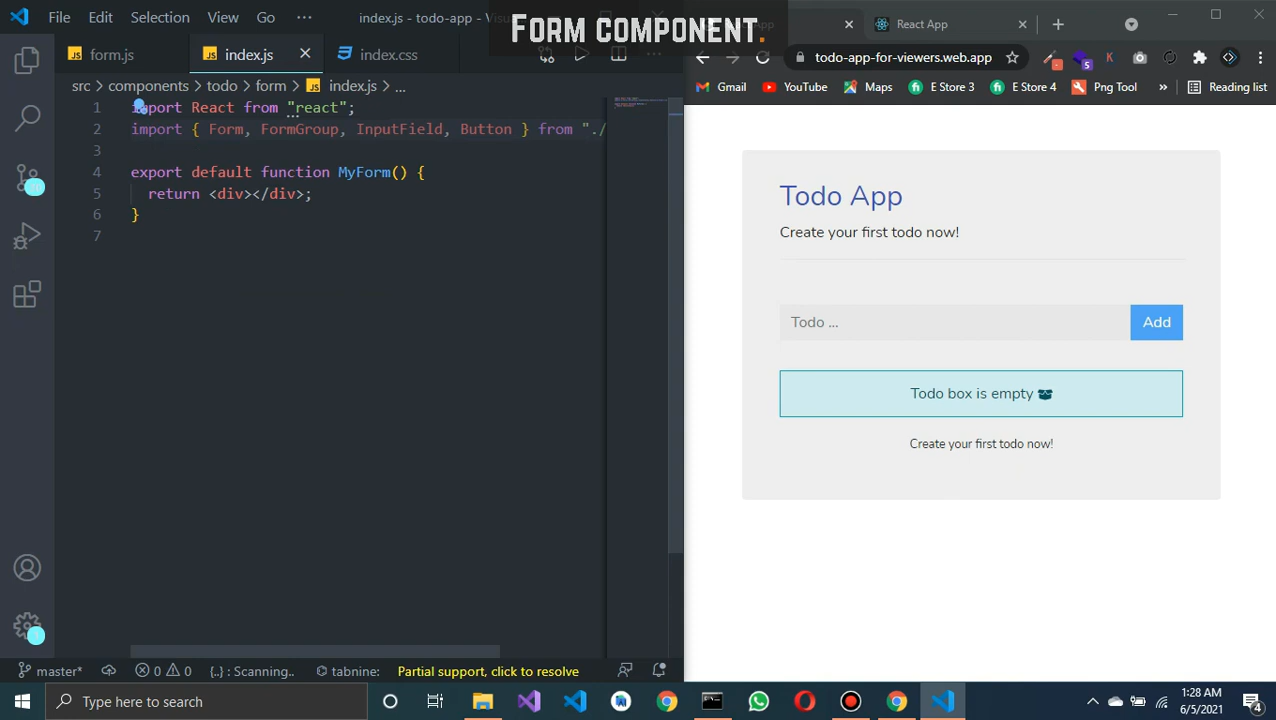 File Edit Selection View Go index.js - todo-app - Visu
FORM COMPONENT.
React App
todo-app-for-viewers.web.app
5
K
Gmail YouTube Maps E Store 3 E Store 4 Png Tool » Reading list
form.js index.js index.css
src > components > todo > form > index.js > ...
1 import React from "react";
2 import { Form, FormGroup, InputField, Button } from "./
3
4 export default function MyForm() {
5 return <div></div>;
6 }
7
Todo App
Create your first todo now!
Todo ...
Add
Todo box is empty
Create your first todo now!
1
master* 0 0 {..} : Scanning... tabnine: Partial support, click to resolve
Type here to search
1:28 AM
6/5/2021
4